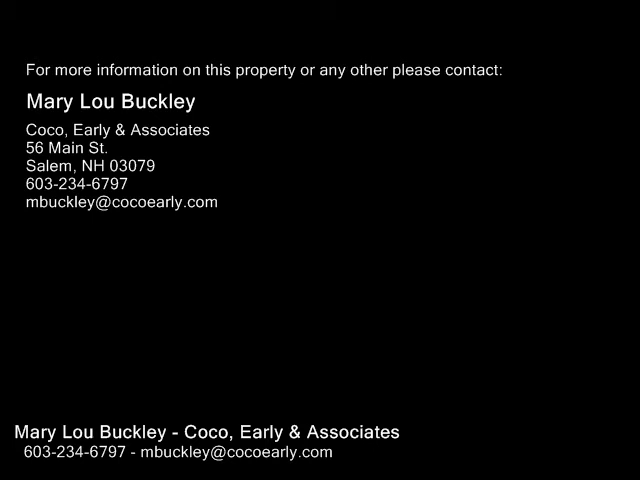 For more information on this property or any other please contact:
Mary Lou Buckley
Coco, Early & Associates
56 Main St.
Salem, NH 03079
603-234-6797
mbuckley@cocoearly.com
Mary Lou Buckley - Coco, Early & Associates
603-234-6797 - mbuckley@cocoearly.com